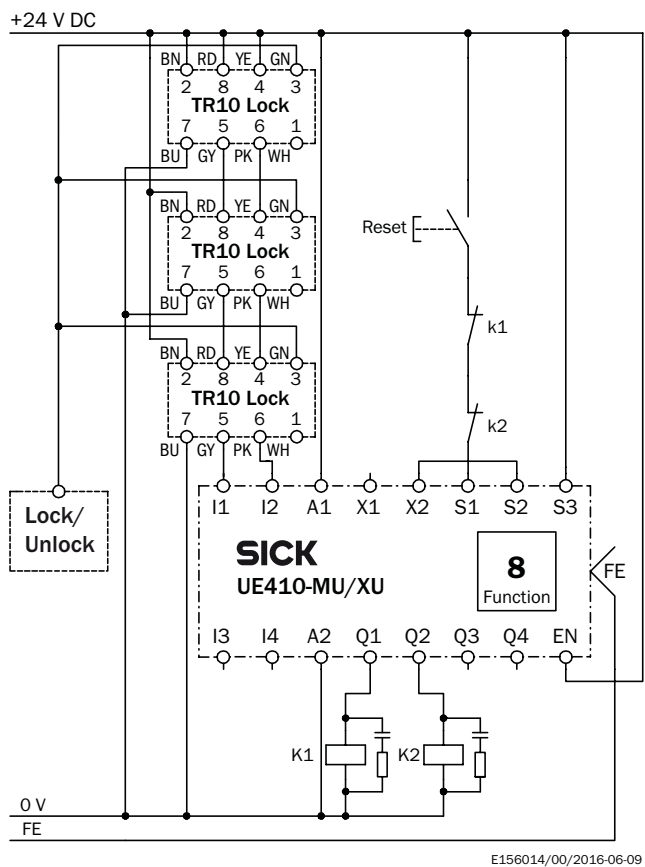 +24 V DC
BN RD YE GN
2 8 4 3
TR10 Lock
7 5 6 1
BU GY PK WH
BN RD YE GN
2 8 4 3
TR10 Lock
7 5 6 1
BU GY PK WH
Reset
k1
BN RD YE GN
2 8 4 3
TR10 Lock
7 5 6 1
BU GY PK WH
k2
Lock/
Unlock
I1 I2 A1 X1 X2 S1 S2 S3
SICK
UE410-MU/XU
8
Function
FE
I3 I4 A2 Q1 Q2 Q3 Q4 EN
K1 K2
0 V
FE
E156014/00/2016-06-09